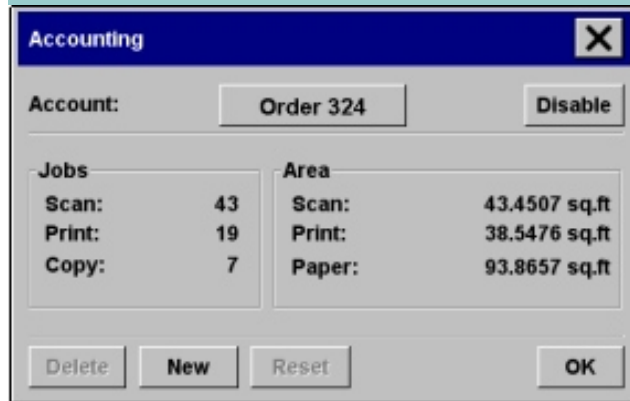 Accounting
Account: Order 324 Disable
Jobs Area
Scan: 43 Scan: 43.4507 sq.ft
Print: 19 Print: 38.5476 sq.ft
Copy: 7 Paper: 93.8657 sq.ft
Delete New Reset OK